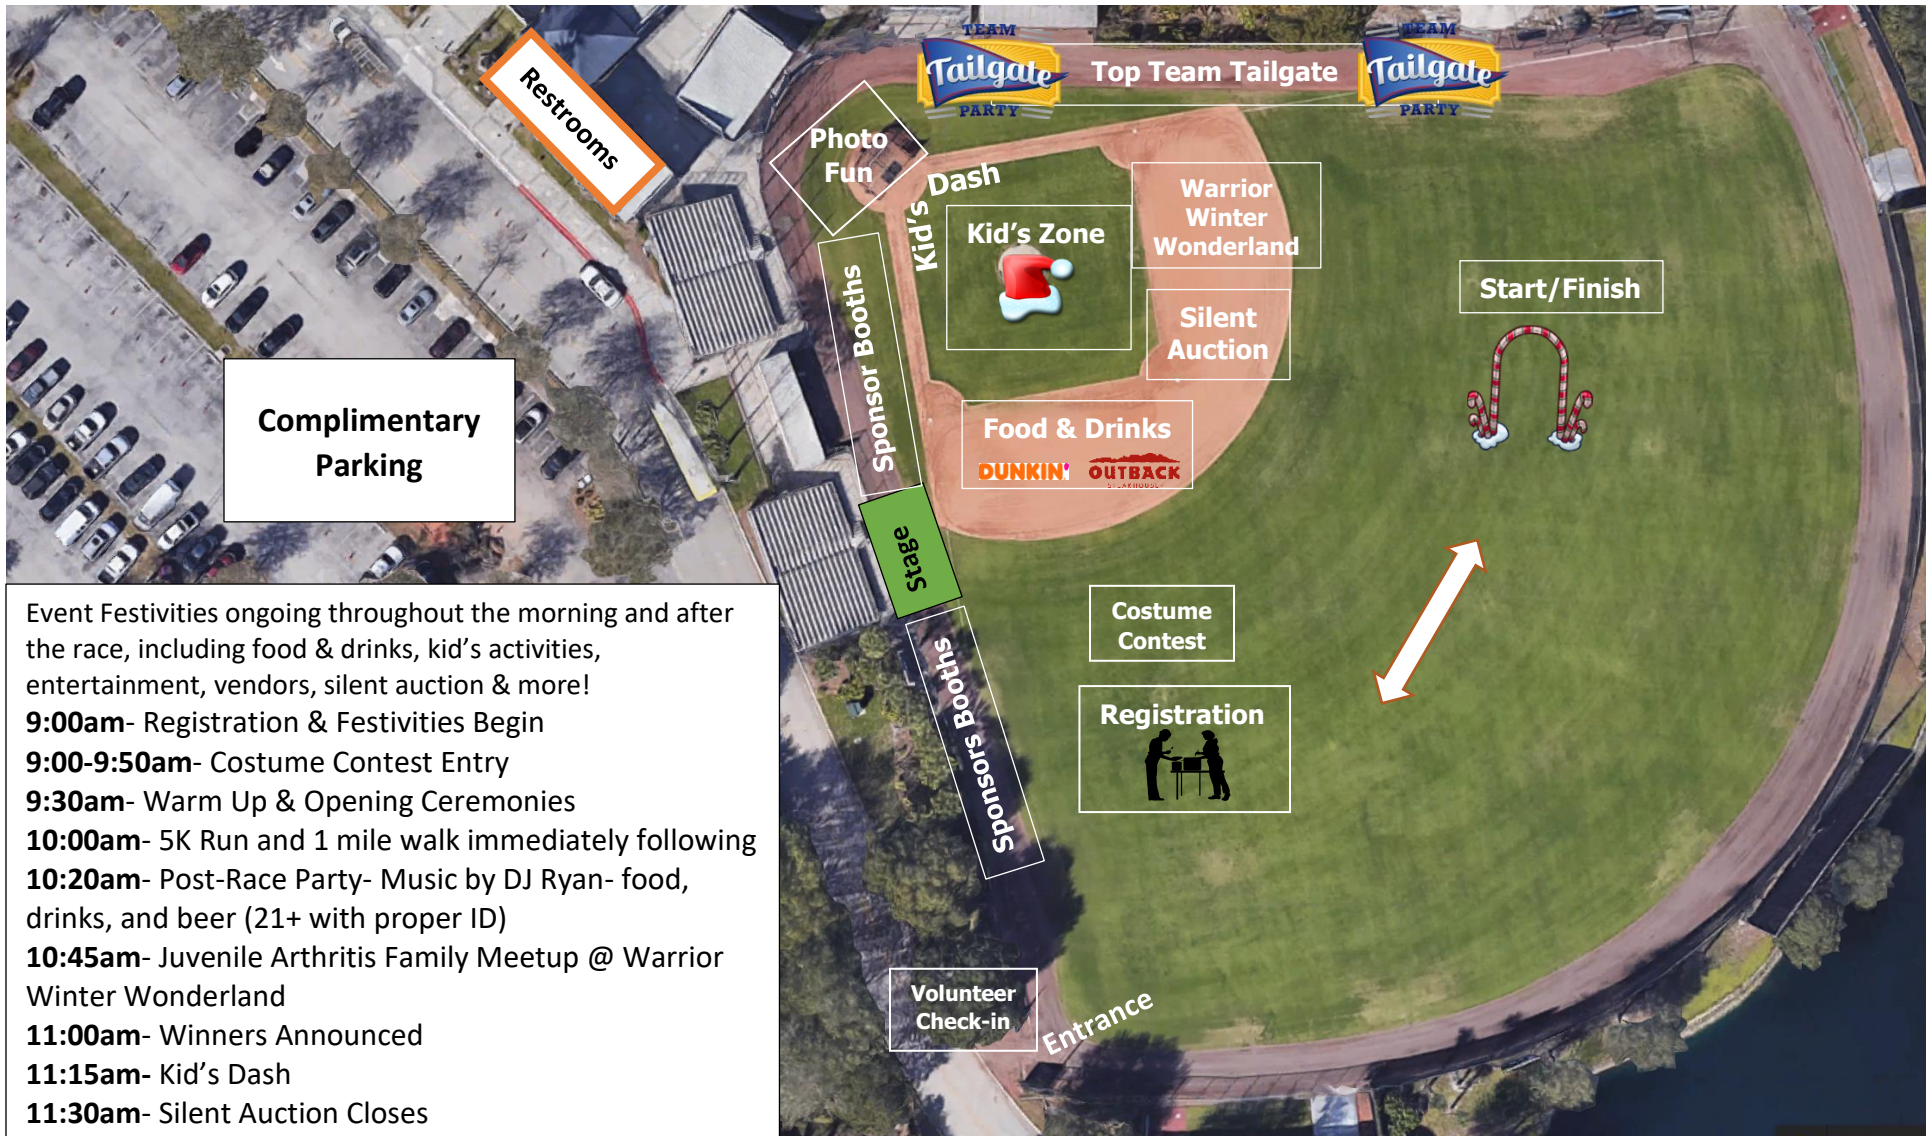 TEAM
Tailgate
PARTY
Top Team Tailgate
TEAM
Tailgate
PARTY
Restrooms
Photo
Fun
Kid's Dash
Kid's Zone
Warrior
Winter
Wonderland
Start/Finish
Sponsor Booths
Silent
Auction
Complimentary
Parking
Food & Drinks
DUNKIN'
OUTBACK
STEAKHOUSE
Stage
Costume
Contest
Sponsors Booths
Registration
Volunteer
Check-in
Entrance
Event Festivities ongoing throughout the morning and after
the race, including food & drinks, kid's activities,
entertainment, vendors, silent auction & more!
9:00am- Registration & Festivities Begin
9:00-9:50am- Costume Contest Entry
9:30am- Warm Up & Opening Ceremonies
10:00am- 5K Run and 1 mile walk immediately following
10:20am- Post-Race Party- Music by DJ Ryan- food,
drinks, and beer (21+ with proper ID)
10:45am- Juvenile Arthritis Family Meetup @ Warrior
Winter Wonderland
11:00am- Winners Announced
11:15am- Kid's Dash
11:30am- Silent Auction Closes